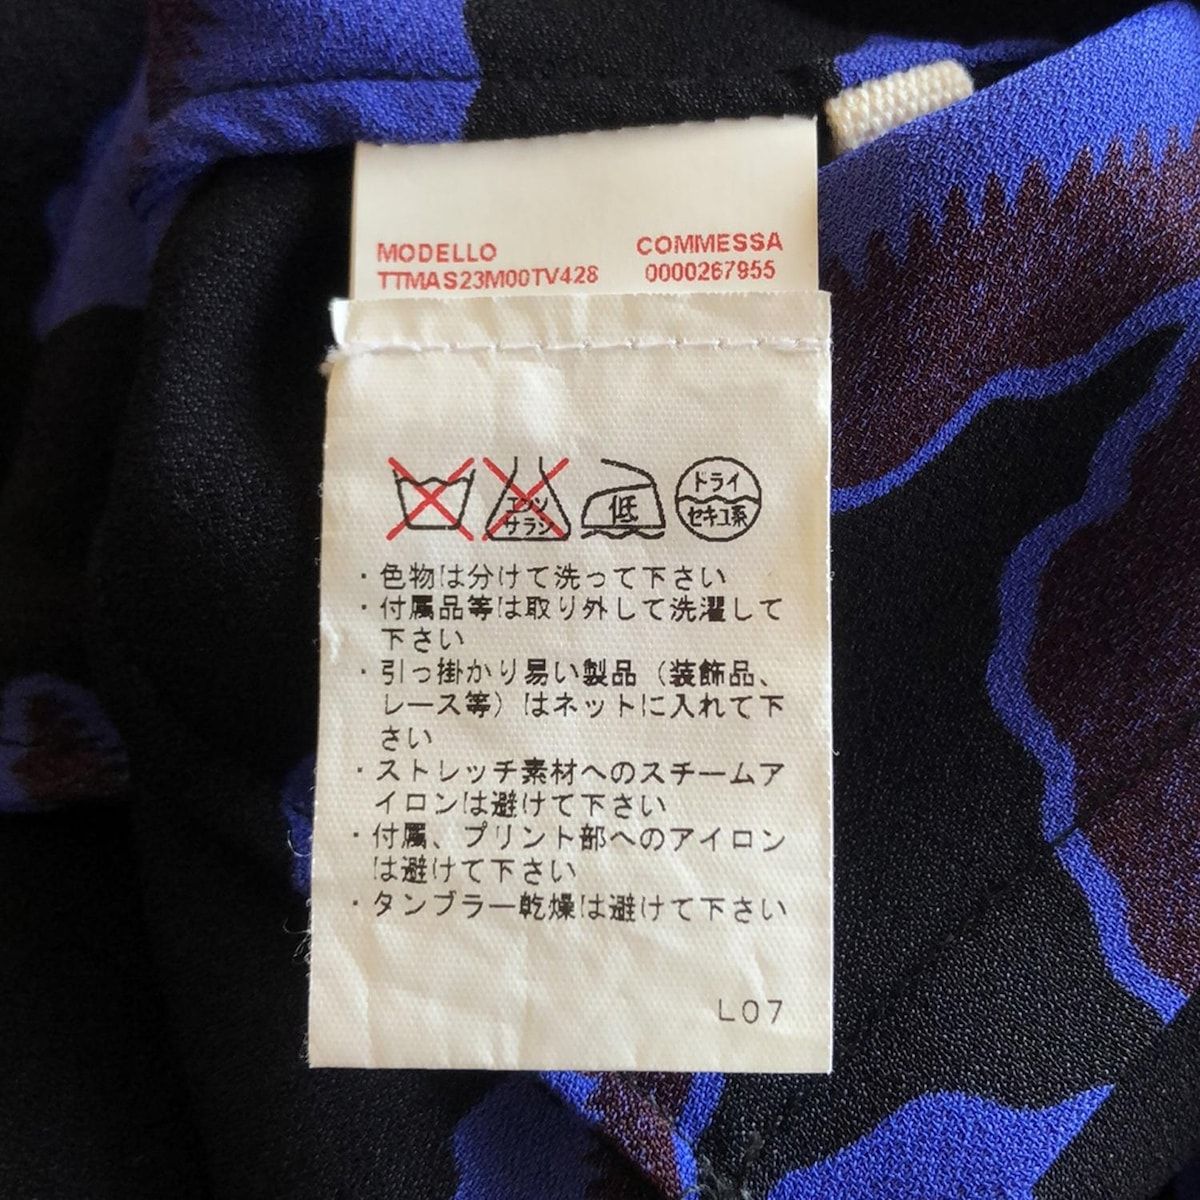 MODELLO COMMESSA
TTMAS23M00TV428 0000267955
エンソ サラシ 低 ドライ セキユ系
・色物は分けて洗って下さい
・付属品等は取り外して洗濯して
下さい
・引っ掛かり易い製品（装飾品、
レース等）はネットに入れて下
さい
・ストレッチ素材へのスチームア
イロンは避けて下さい
・付属、プリント部へのアイロン
は避けて下さい
・タンブラー乾燥は避けて下さい
L07